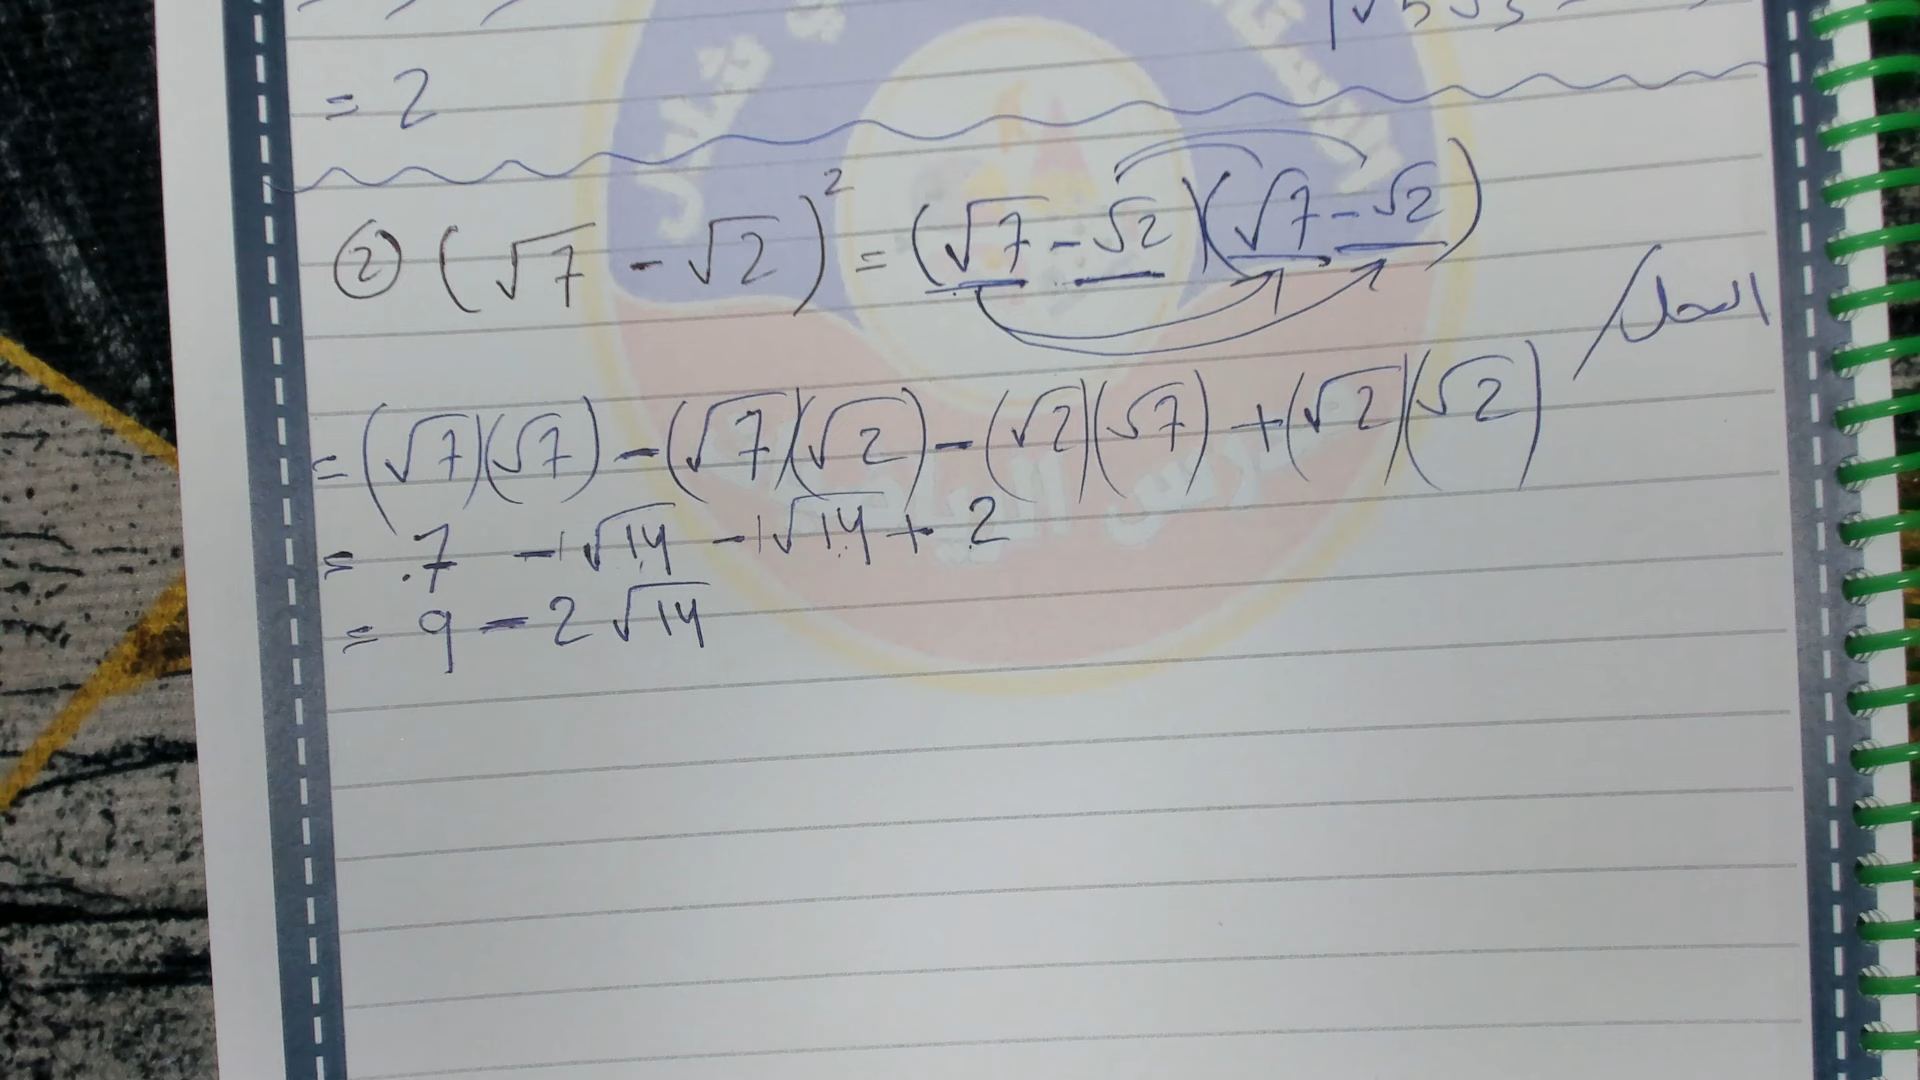 = 2
② (√7 - √2)² = (√7 - √2)(√7 - √2)
الحل/
= (√7)(√7) - (√7)(√2) - (√2)(√7) + (√2)(√2)
= 7 - 1√14 - 1√14 + 2
= 9 - 2√14